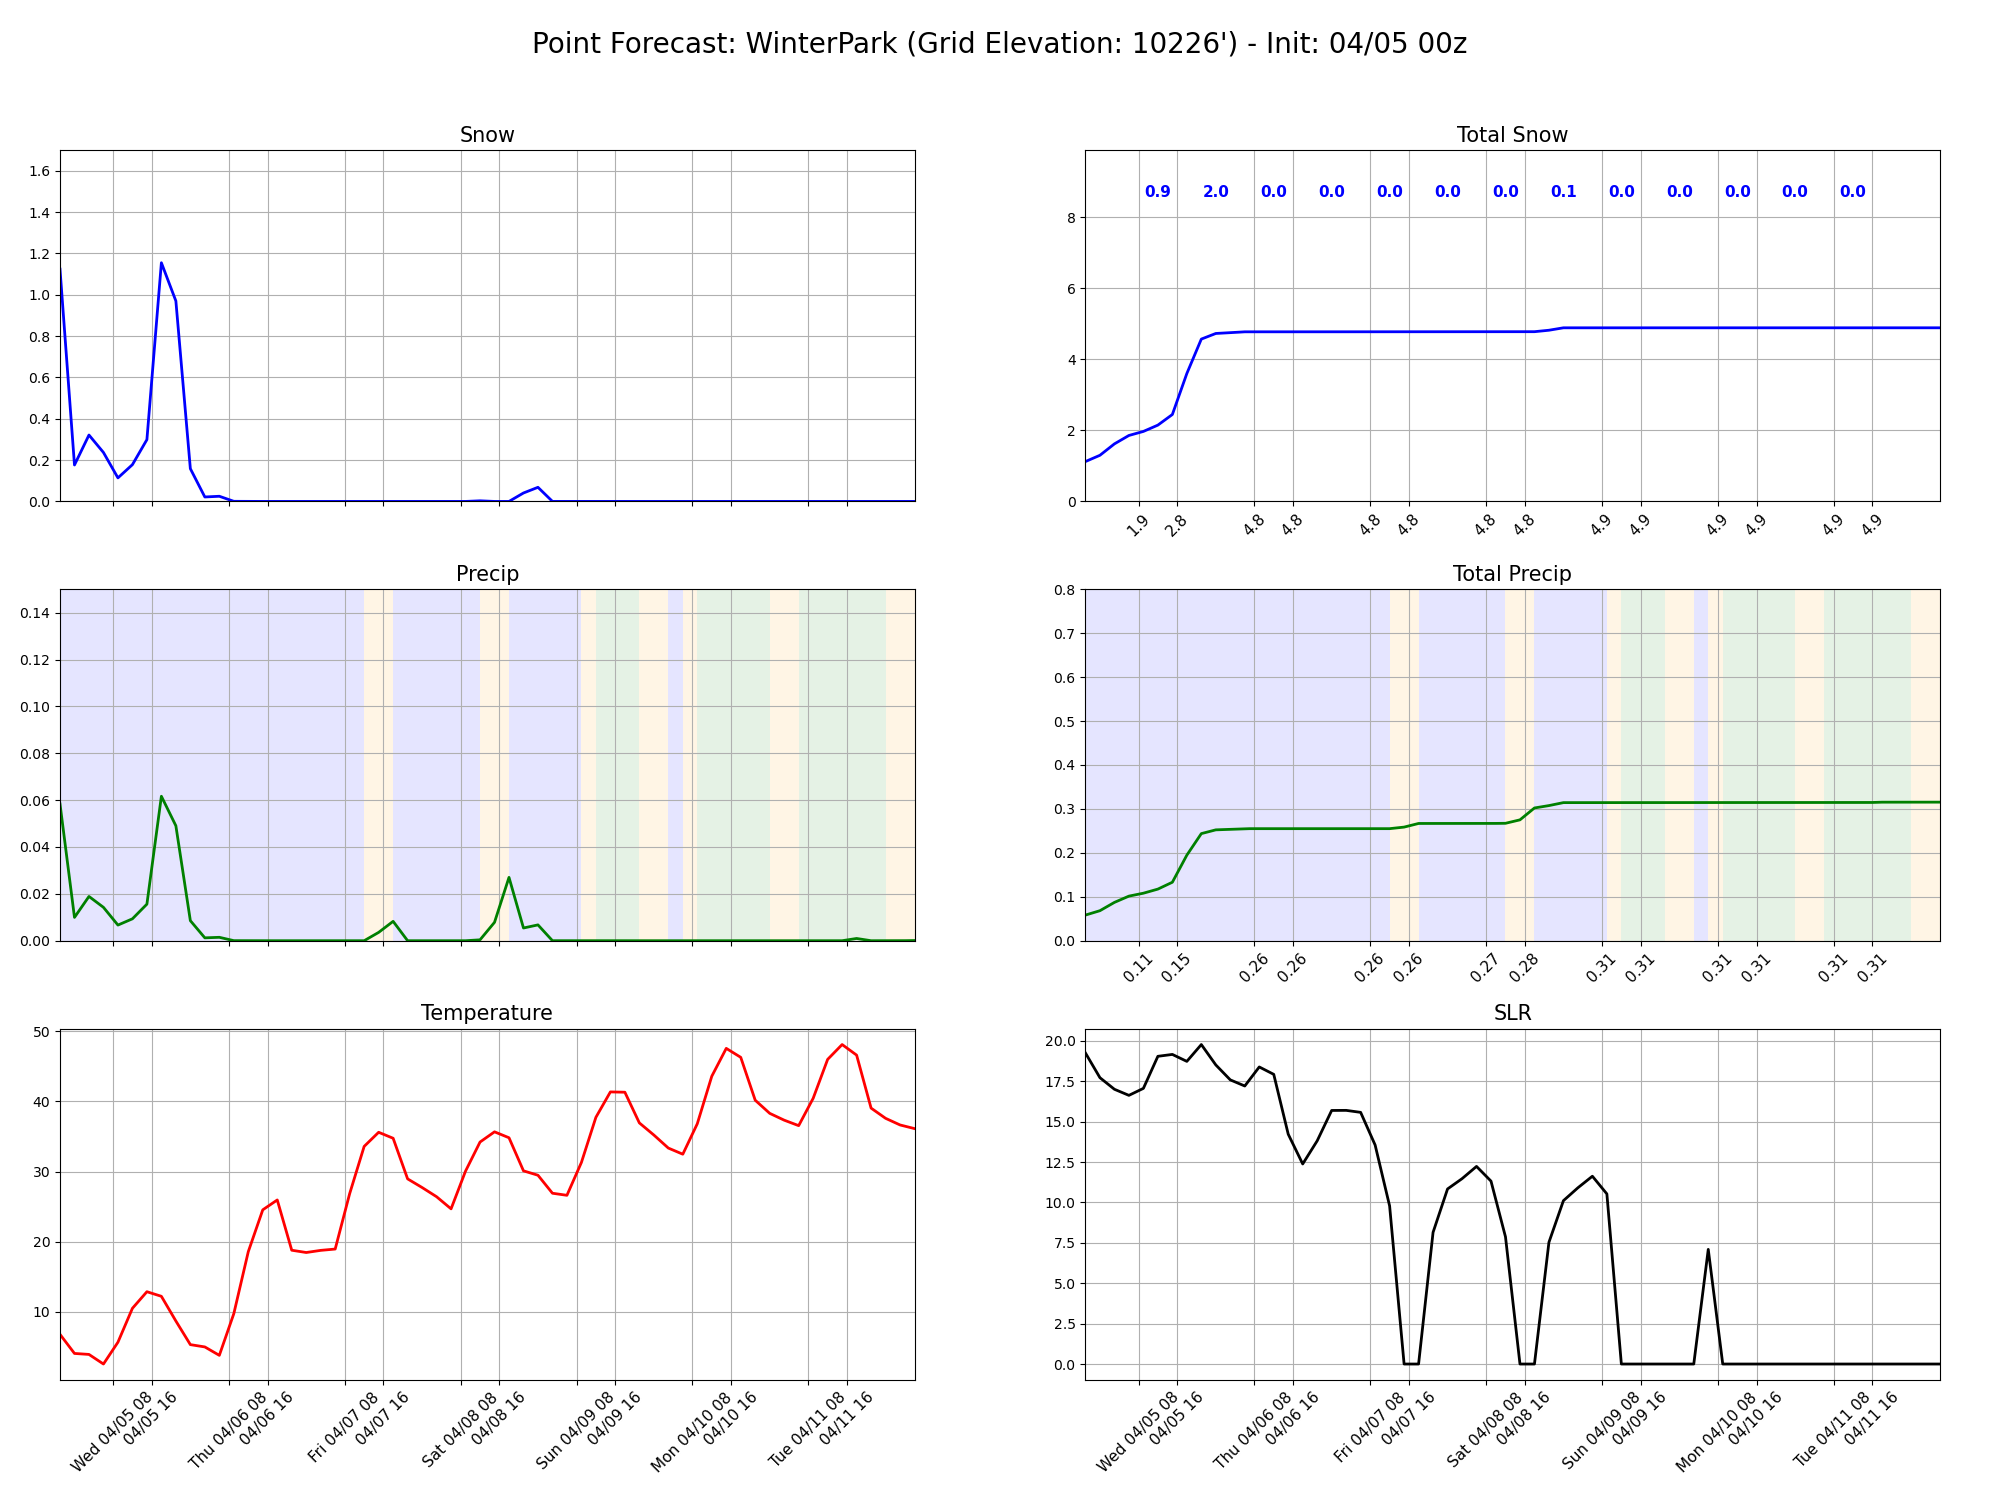 Point Forecast: WinterPark (Grid Elevation: 10226') - Init: 04/05 00z
Snow
1.6
1.4
1.2
1.0
0.8
0.6
0.4
0.2
0.0
Total Snow
0.9 2.0 0.0 0.0 0.0 0.0 0.0 0.1 0.0 0.0 0.0 0.0 0.0
8
6
4
2
0
1.9 2.8 4.8 4.8 4.8 4.8 4.8 4.8 4.9 4.9 4.9 4.9 4.9 4.9
Precip
0.14
0.12
0.10
0.08
0.06
0.04
0.02
0.00
Total Precip
0.8
0.7
0.6
0.5
0.4
0.3
0.2
0.1
0.0
0.11 0.15 0.26 0.26 0.26 0.26 0.27 0.28 0.31 0.31 0.31 0.31 0.31 0.31
Temperature
50
40
30
20
10
Wed 04/05 08
04/05 16
Thu 04/06 08
04/06 16
Fri 04/07 08
04/07 16
Sat 04/08 08
04/08 16
Sun 04/09 08
04/09 16
Mon 04/10 08
04/10 16
Tue 04/11 08
04/11 16
SLR
20.0
17.5
15.0
12.5
10.0
7.5
5.0
2.5
0.0
Wed 04/05 08
04/05 16
Thu 04/06 08
04/06 16
Fri 04/07 08
04/07 16
Sat 04/08 08
04/08 16
Sun 04/09 08
04/09 16
Mon 04/10 08
04/10 16
Tue 04/11 08
04/11 16